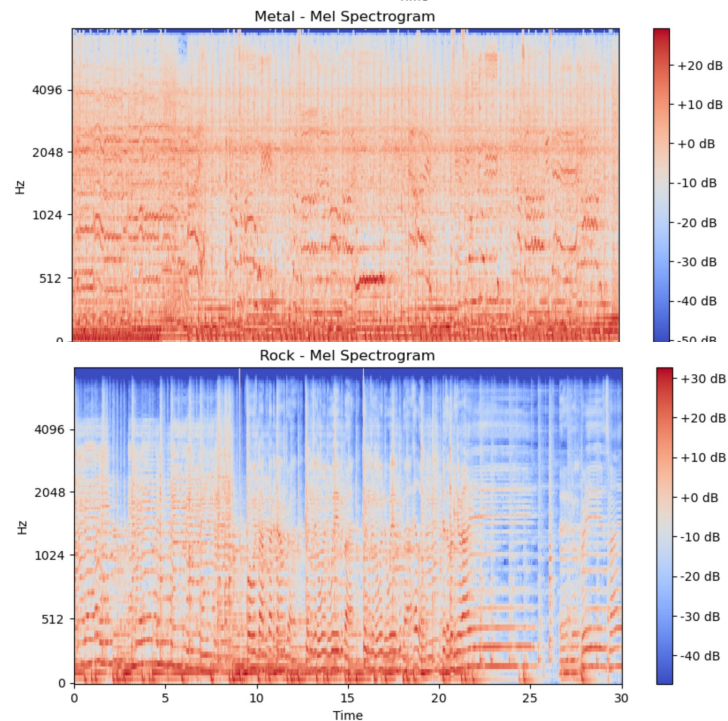 Metal - Mel Spectrogram
+20 dB
+10 dB
+0 dB
-10 dB
-20 dB
-30 dB
-40 dB
-50 dB
4096
2048
1024
512
0
Hz
Rock - Mel Spectrogram
+30 dB
+20 dB
+10 dB
+0 dB
-10 dB
-20 dB
-30 dB
-40 dB
4096
2048
1024
512
0
Hz
0
5
10
15
20
25
30
Time